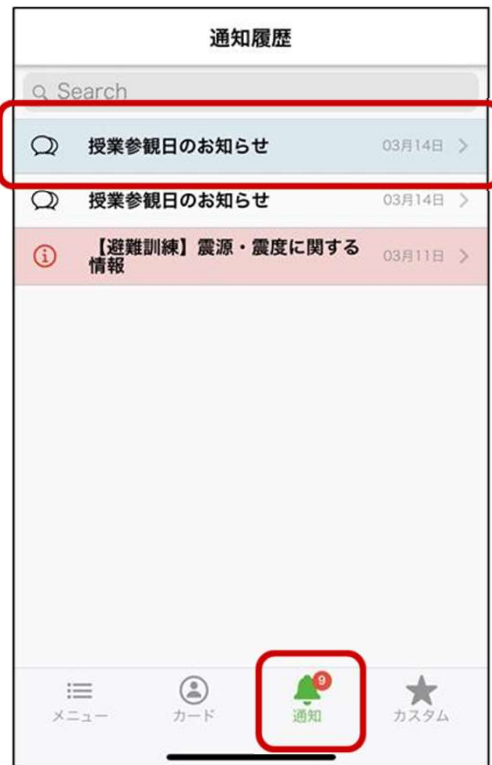 通知履歴
Search
授業参観日のお知らせ 03月14日
授業参観日のお知らせ 03月14日
【避難訓練】震源・震度に関する
情報 03月11日
9
メニュー カード 通知 カスタム